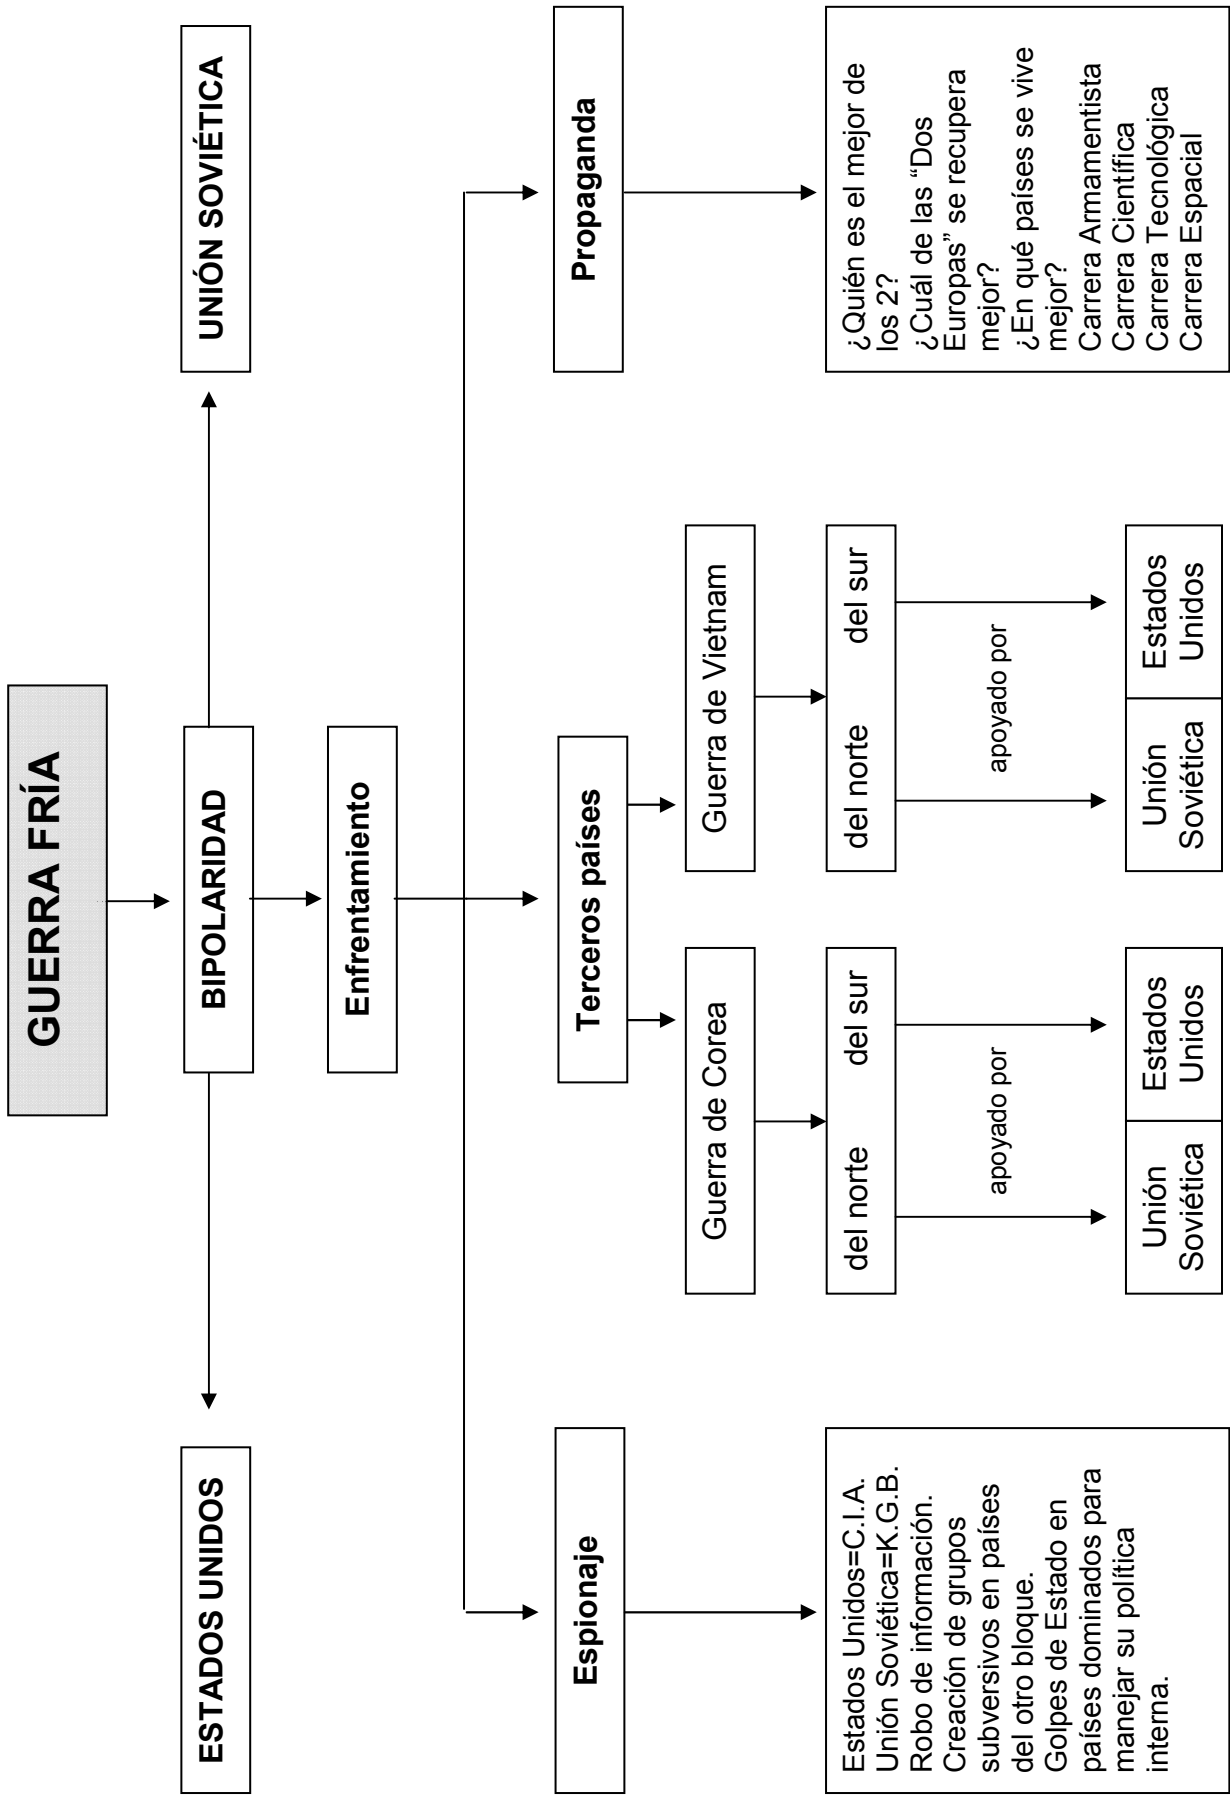 GUERRA FRÍA
ESTADOS UNIDOS
BIPOLARIDAD
UNIÓN SOVIÉTICA
Enfrentamiento
Espionaje
Terceros países
Propaganda
Estados Unidos=C.I.A.
Unión Soviética=K.G.B.
Robo de información.
Creación de grupos
subversivos en países
del otro bloque.
Golpes de Estado en
países dominados para
manejar su política
interna.
Guerra de Corea
del norte del sur
apoyado por
Unión
Soviética
Estados
Unidos
Guerra de Vietnam
del norte del sur
apoyado por
Unión
Soviética
Estados
Unidos
¿Quién es el mejor de
los 2?
¿Cuál de las “Dos
Europas” se recupera
mejor?
¿En qué países se vive
mejor?
Carrera Armamentista
Carrera Científica
Carrera Tecnológica
Carrera Espacial